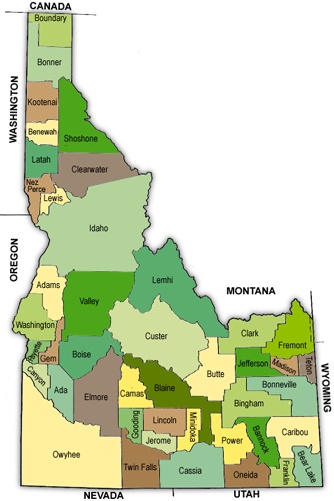 CANADA
Boundary
Bonner
WASHINGTON
Kootenai
Benewah
Shoshone
Latah
Clearwater
Nez
Perce
Lewis
Idaho
OREGON
Lemhi
MONTANA
Adams
Valley
Washington
Custer
Clark
Fremont
Payette
Gem
Boise
Butte
Jefferson
Madison
Teton
WYOMING
Canyon
Ada
Elmore
Camas
Blaine
Bonneville
Bingham
Gooding
Lincoln
Minidoka
Jerome
Power
Bannock
Caribou
Owyhee
Twin Falls
Cassia
Oneida
Franklin
Bear Lake
NEVADA
UTAH